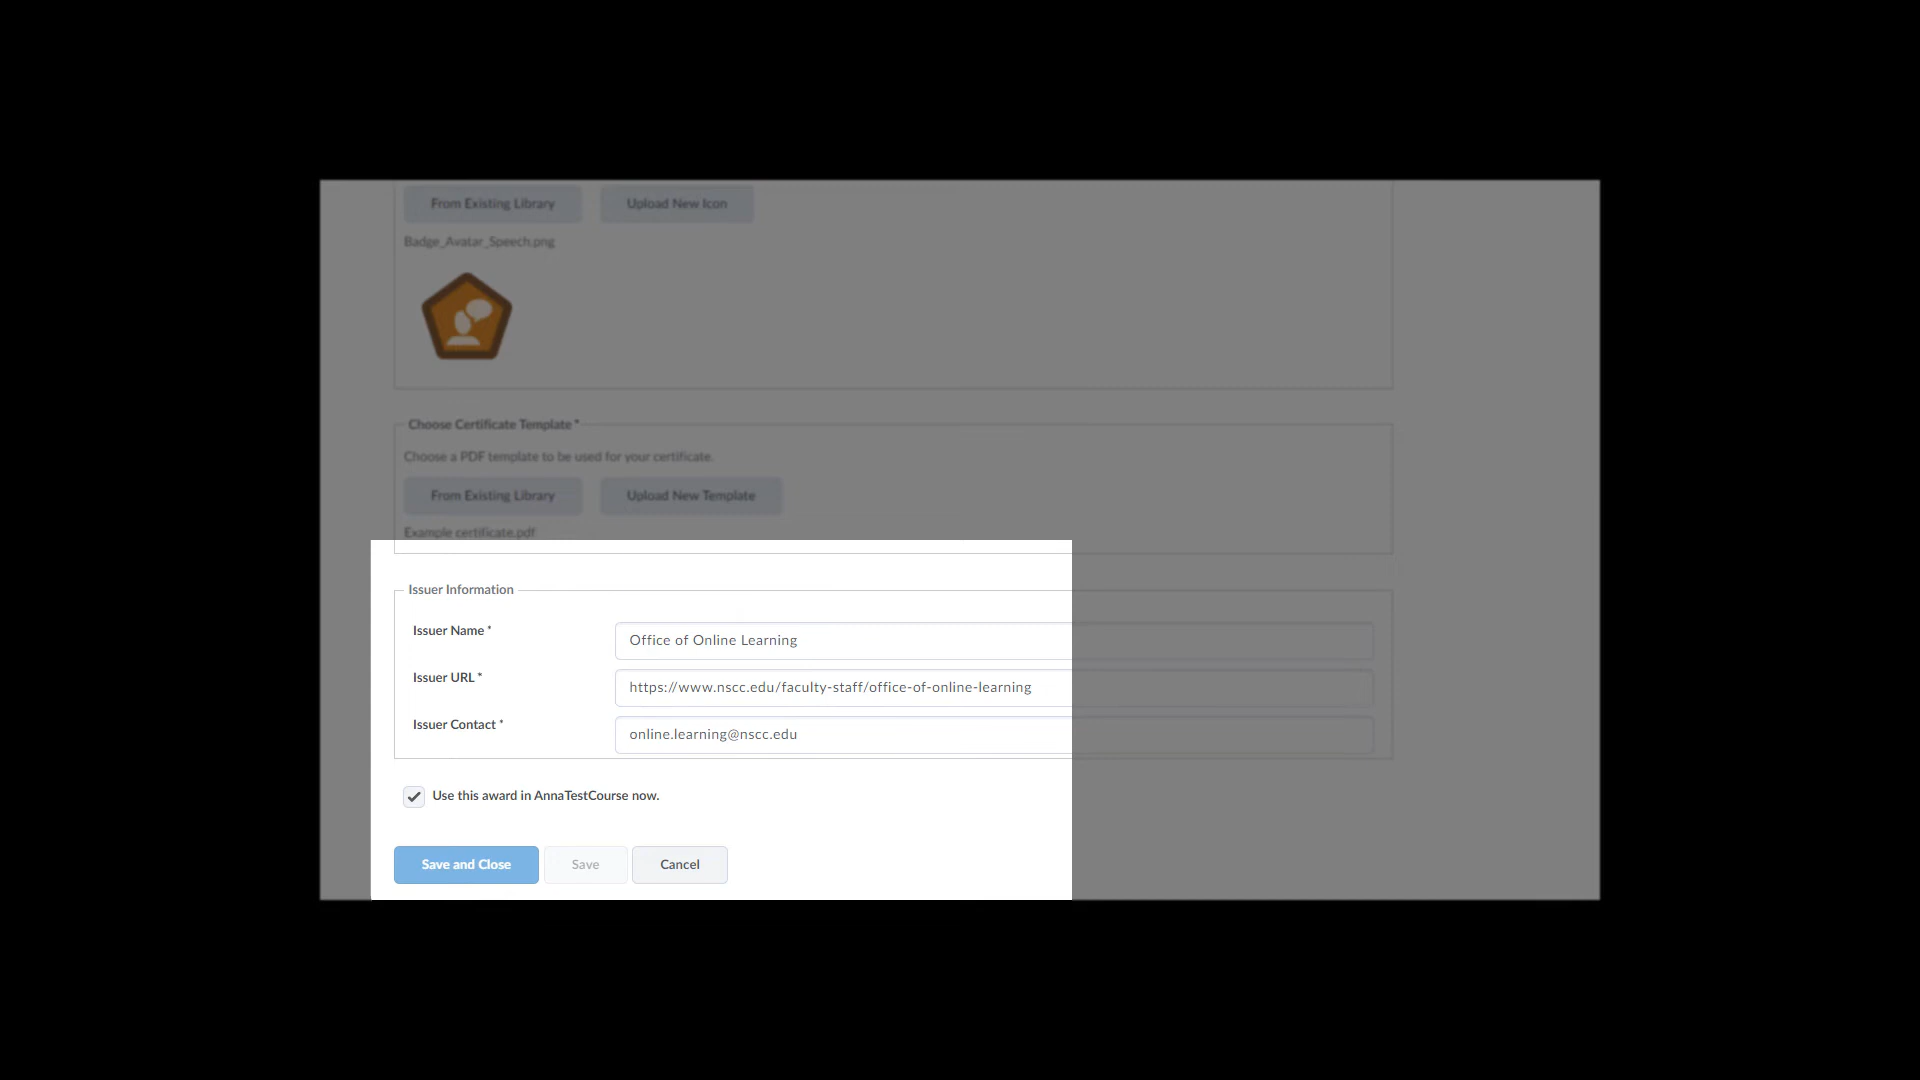 From Existing Library Upload New Icon
Badge_Avatar_Speech.png
Choose Certificate Template *
Choose a PDF template to be used for your certificate.
From Existing Library Upload New Template
Example certificate.pdf
Issuer Information
Issuer Name * Office of Online Learning
Issuer URL * https://www.nscc.edu/faculty-staff/office-of-online-learning
Issuer Contact * online.learning@nscc.edu
Use this award in AnnaTestCourse now.
Save and Close Save Cancel